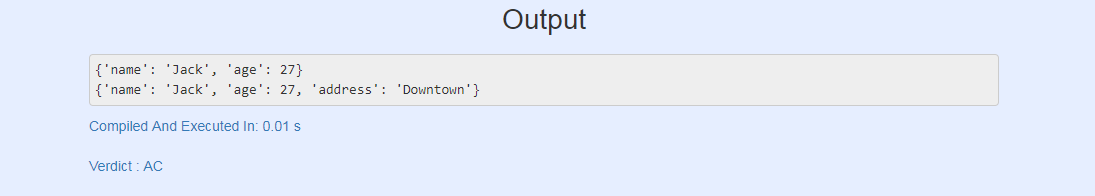 Output
{'name': 'Jack', 'age': 27}
{'name': 'Jack', 'age': 27, 'address': 'Downtown'}
Compiled And Executed In: 0.01 s
Verdict : AC